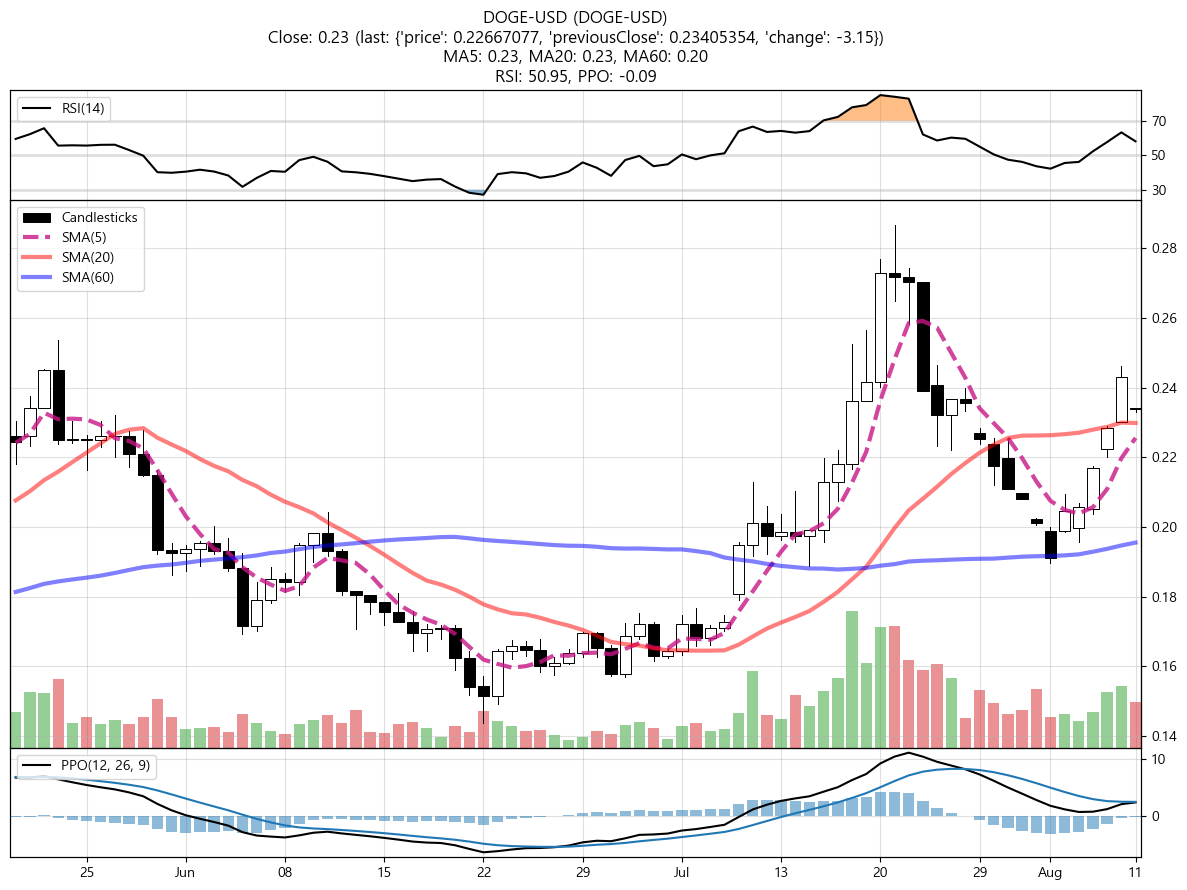 DOGE-USD (DOGE-USD)
Close: 0.23 (last: {'price': 0.22667077, 'previousClose': 0.23405354, 'change': -3.15})
MA5: 0.23, MA20: 0.23, MA60: 0.20
RSI: 50.95, PPO: -0.09
RSI(14)
70
50
30
Candlesticks
SMA(5)
SMA(20)
SMA(60)
0.28
0.26
0.24
0.22
0.20
0.18
0.16
0.14
PPO(12, 26, 9)
10
0
25 Jun 08 15 22 29 Jul 13 20 29 Aug 11